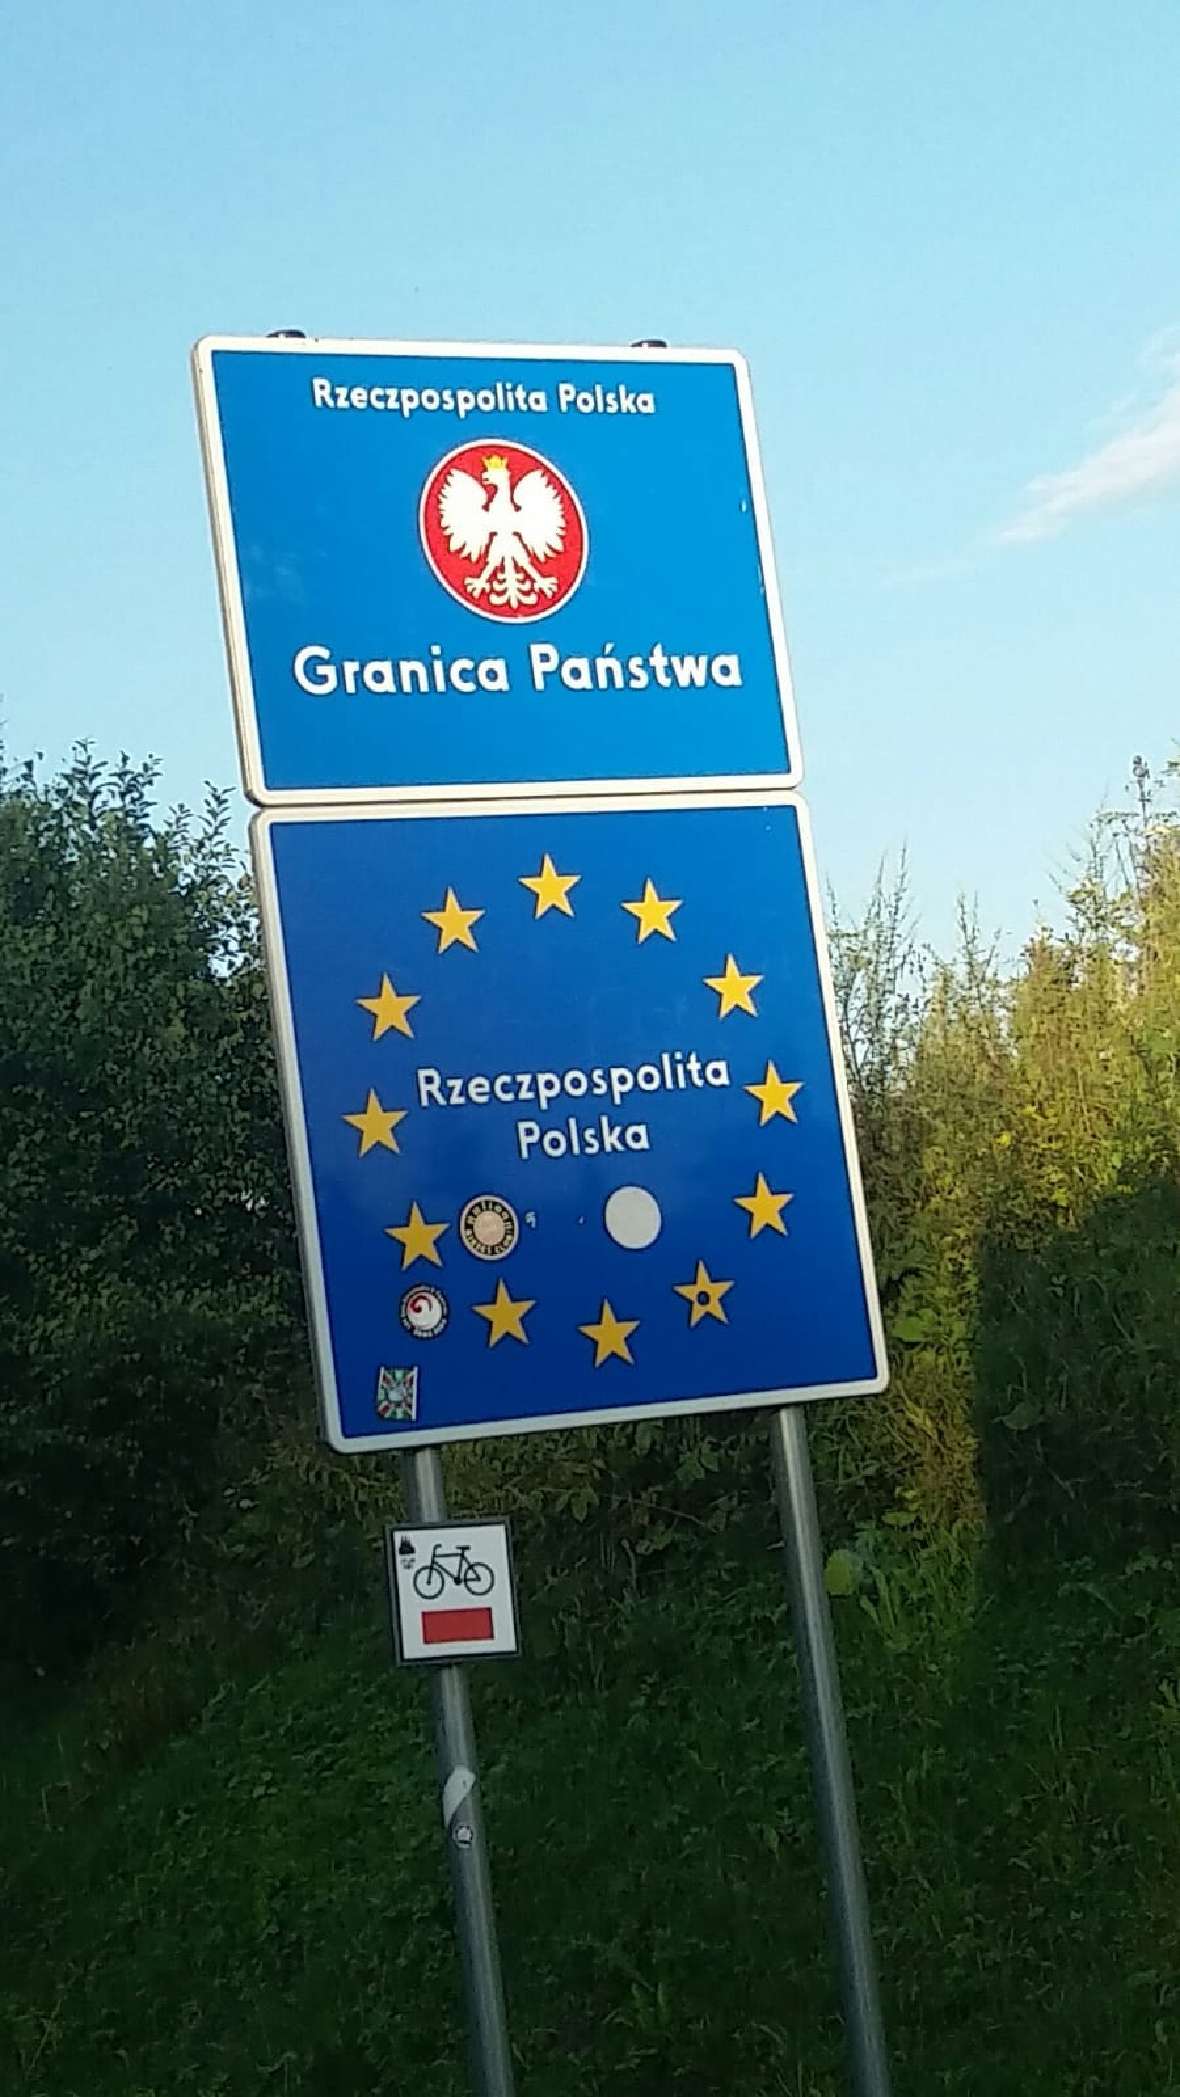 Rzeczpospolita Polska
Granica Państwa
Rzeczpospolita
Polska